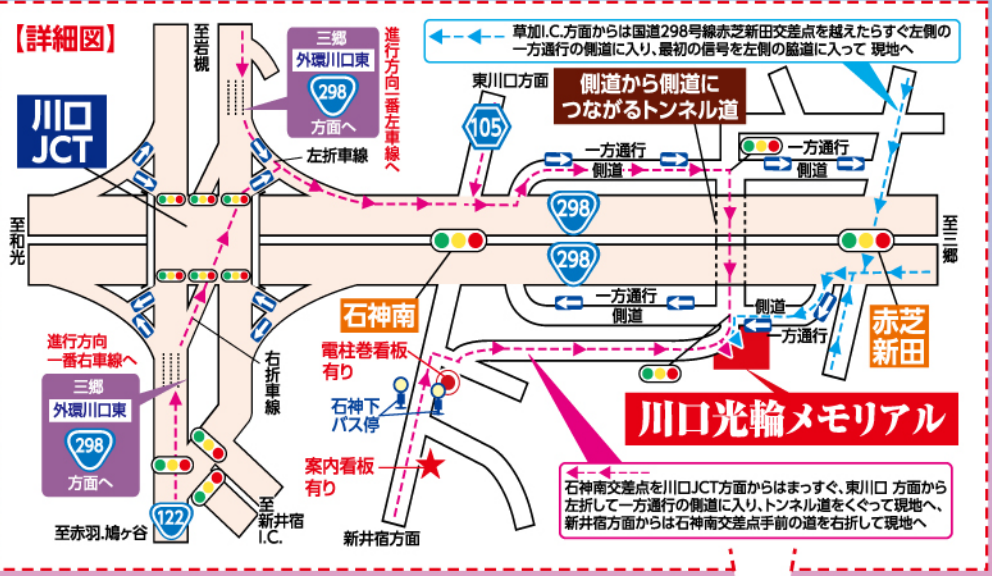 【詳細図】
至岩槻
三郷
外環川口東
298
方面へ
進行方向一番左車線へ
草加I.C.方面からは国道298号線赤芝新田交差点を越えたらすぐ左側の
一方通行の側道に入り、最初の信号を左側の脇道に入って 現地へ
川口
JCT
左折車線
東川口方面
105
側道から側道に
つながるトンネル道
一方通行
側道
一方通行
側道
至和光
298
298
至三郷
石神南
一方通行
側道
側道
一方通行
赤芝
新田
進行方向
一番右車線へ
三郷
外環川口東
298
方面へ
右折車線
電柱巻看板
有り
石神下
バス停
案内看板
有り
川口光輪メモリアル
石神南交差点を川口JCT方面からはまっすぐ、東川口 方面から
左折して一方通行の側道に入り、トンネル道をくぐって現地へ、
新井宿方面からは石神南交差点手前の道を右折して現地へ
122
至赤羽.鳩ヶ谷
至新井宿
I.C.
新井宿方面